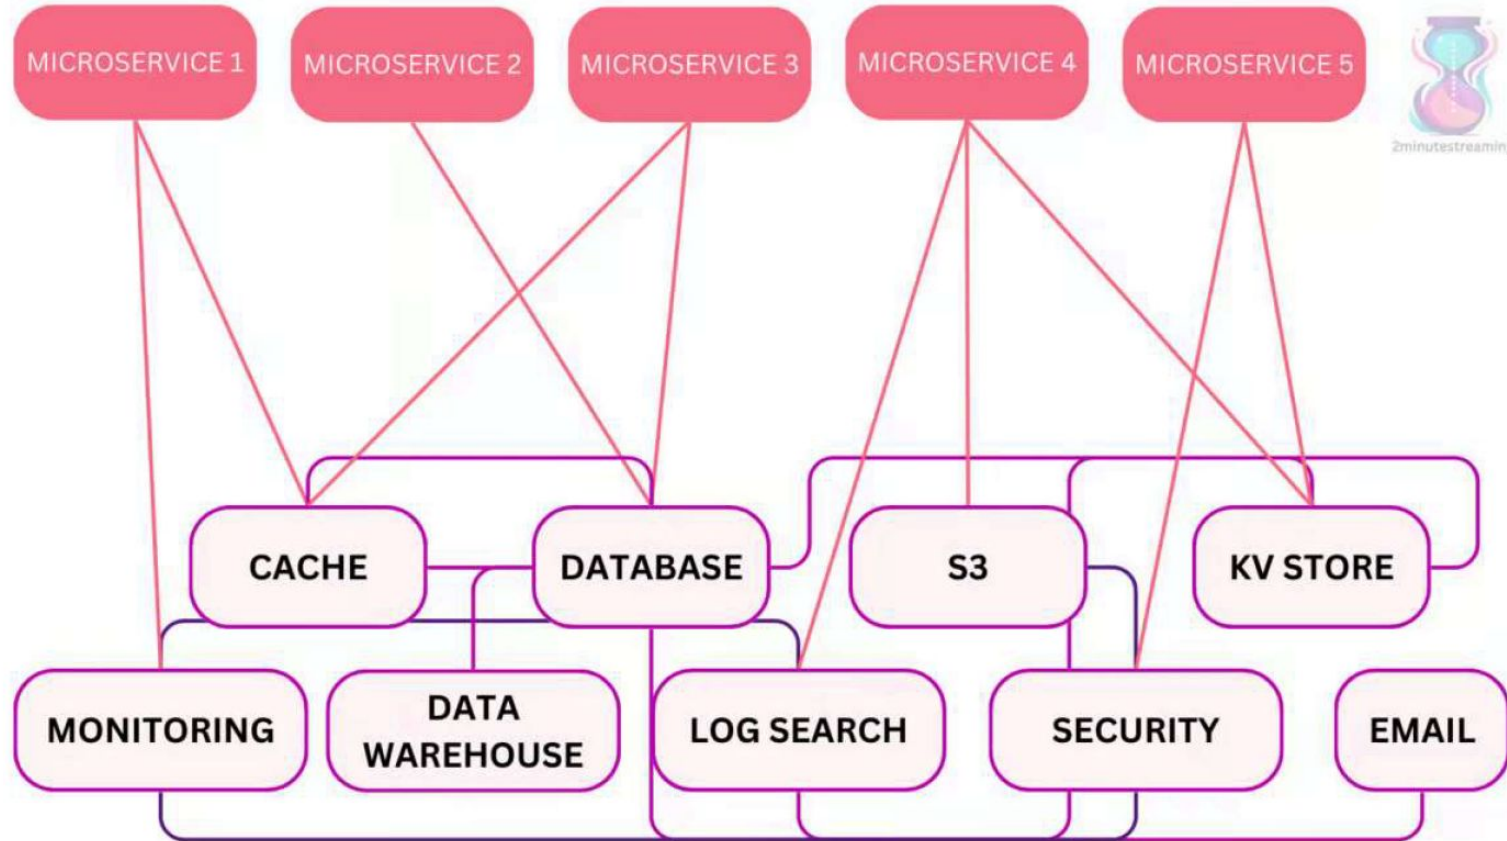 MICROSERVICE 1
MICROSERVICE 2
MICROSERVICE 3
MICROSERVICE 4
MICROSERVICE 5
2minutestreamin
CACHE
DATABASE
S3
KV STORE
MONITORING
DATA
WAREHOUSE
LOG SEARCH
SECURITY
EMAIL